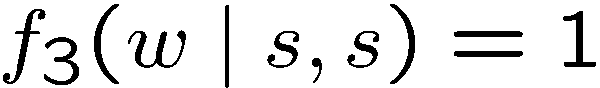 f₃(w | s, s) = 1